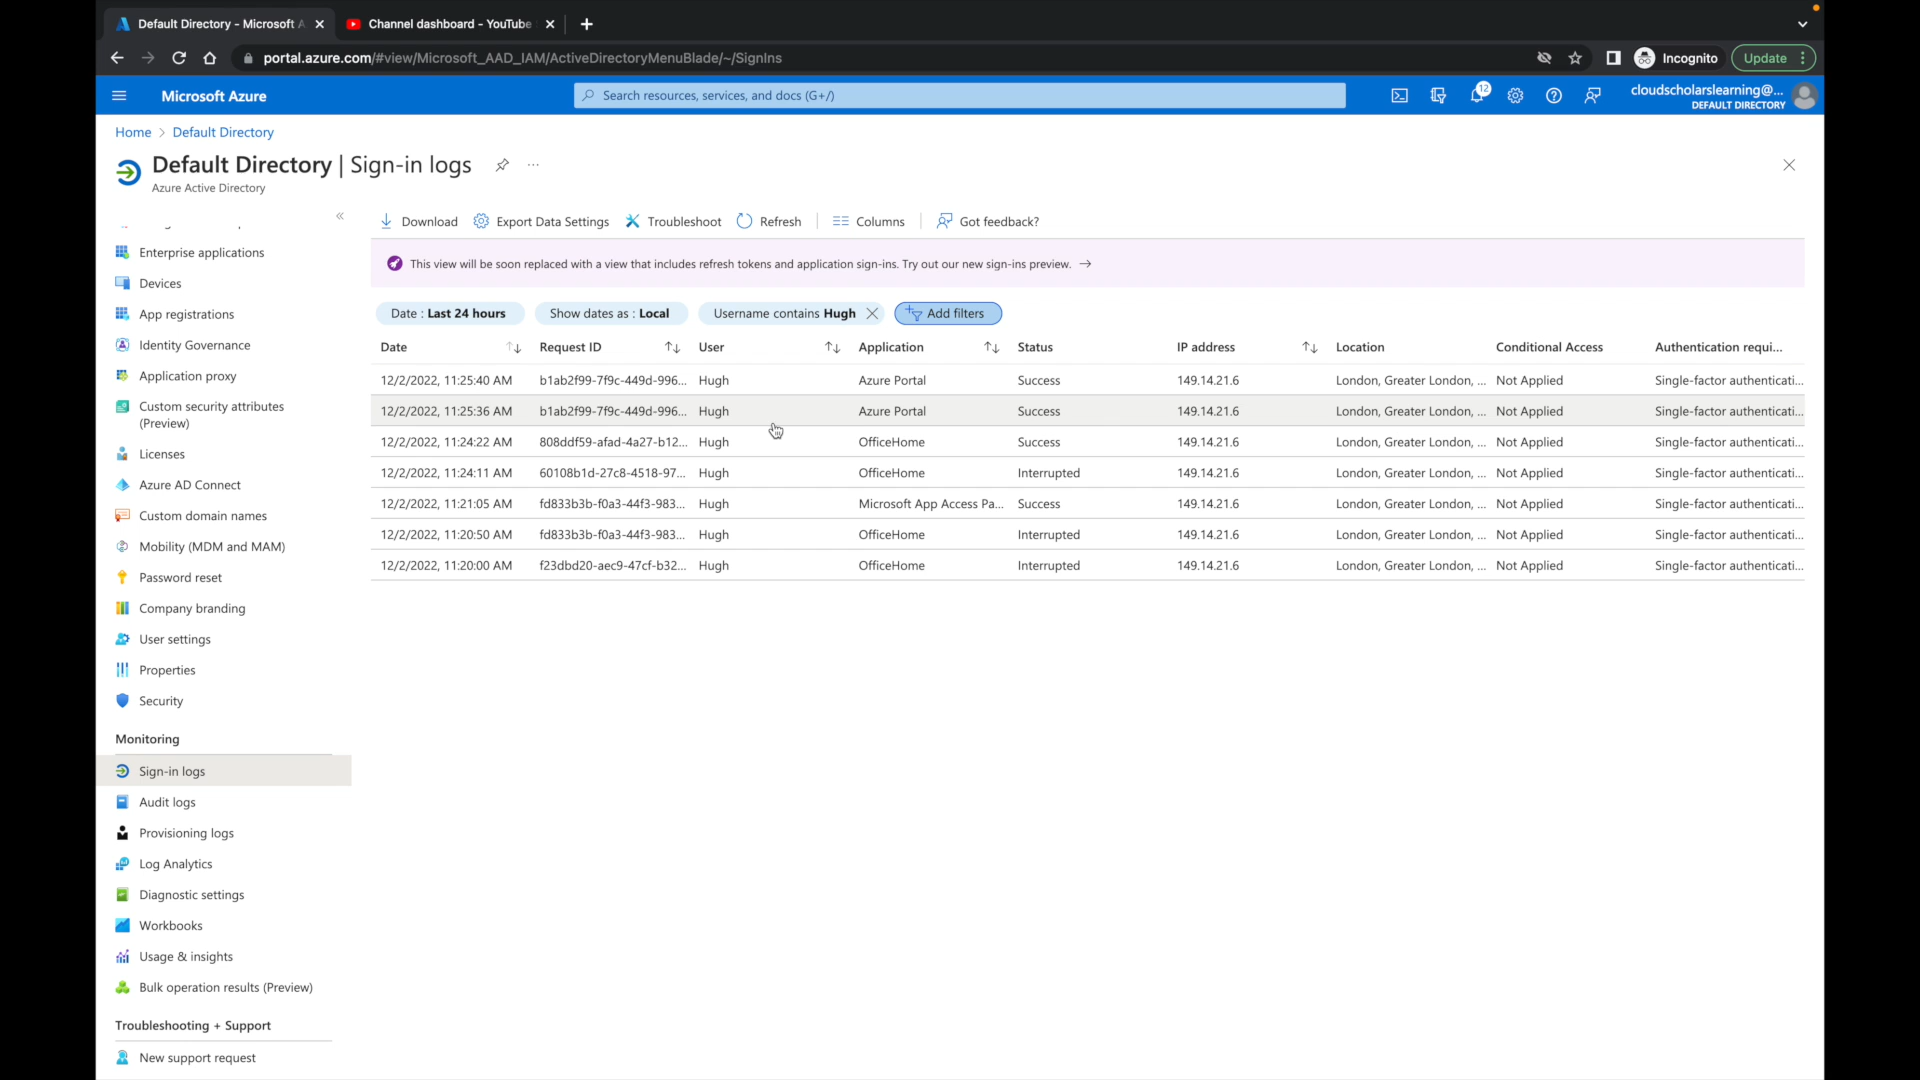 Default Directory - Microsoft A
Channel dashboard - YouTube
portal.azure.com/#view/Microsoft_AAD_IAM/ActiveDirectoryMenuBlade/~/SignIns
Incognito
Update
Microsoft Azure
Search resources, services, and docs (G+/)
12
cloudscholarslearning@...
DEFAULT DIRECTORY
Home > Default Directory
Default Directory | Sign-in logs
Azure Active Directory
Download
Export Data Settings
Troubleshoot
Refresh
Columns
Got feedback?
This view will be soon replaced with a view that includes refresh tokens and application sign-ins. Try out our new sign-ins preview. →
Date : Last 24 hours
Show dates as : Local
Username contains Hugh
Add filters
Date Request ID User Application Status IP address Location Conditional Access Authentication requi...
12/2/2022, 11:25:40 AM b1ab2f99-7f9c-449d-996... Hugh Azure Portal Success 149.14.21.6 London, Greater London, ... Not Applied Single-factor authenticati...
12/2/2022, 11:25:36 AM b1ab2f99-7f9c-449d-996... Hugh Azure Portal Success 149.14.21.6 London, Greater London, ... Not Applied Single-factor authenticati...
12/2/2022, 11:24:22 AM 808ddf59-afad-4a27-b12... Hugh OfficeHome Success 149.14.21.6 London, Greater London, ... Not Applied Single-factor authenticati...
12/2/2022, 11:24:11 AM 60108b1d-27c8-4518-97... Hugh OfficeHome Interrupted 149.14.21.6 London, Greater London, ... Not Applied Single-factor authenticati...
12/2/2022, 11:21:05 AM fd833b3b-f0a3-44f3-983... Hugh Microsoft App Access Pa... Success 149.14.21.6 London, Greater London, ... Not Applied Single-factor authenticati...
12/2/2022, 11:20:50 AM fd833b3b-f0a3-44f3-983... Hugh OfficeHome Interrupted 149.14.21.6 London, Greater London, ... Not Applied Single-factor authenticati...
12/2/2022, 11:20:00 AM f23dbd20-aec9-47cf-b32... Hugh OfficeHome Interrupted 149.14.21.6 London, Greater London, ... Not Applied Single-factor authenticati...
Enterprise applications
Devices
App registrations
Identity Governance
Application proxy
Custom security attributes
(Preview)
Licenses
Azure AD Connect
Custom domain names
Mobility (MDM and MAM)
Password reset
Company branding
User settings
Properties
Security
Monitoring
Sign-in logs
Audit logs
Provisioning logs
Log Analytics
Diagnostic settings
Workbooks
Usage & insights
Bulk operation results (Preview)
Troubleshooting + Support
New support request